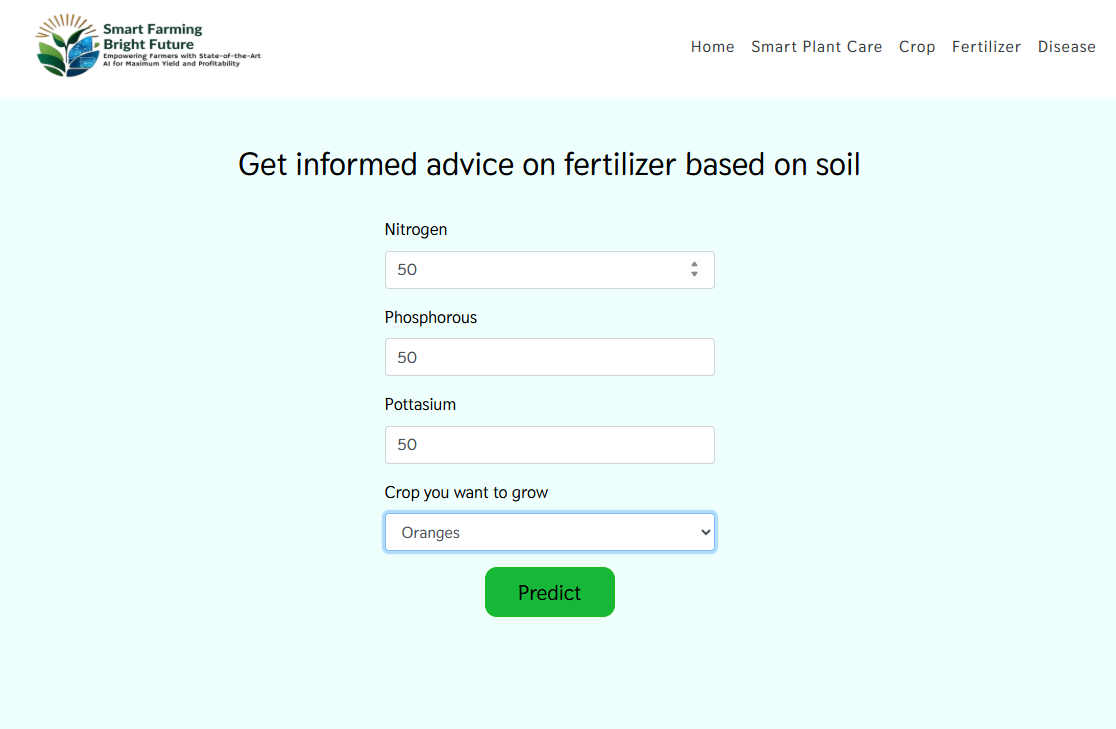 Smart Farming
Bright Future
Empowering Farmers with State-of-the-Art
AI for Maximum Yield and Profitability
Home Smart Plant Care Crop Fertilizer Disease
Get informed advice on fertilizer based on soil
Nitrogen
50
Phosphorous
50
Pottasium
50
Crop you want to grow
Oranges
Predict